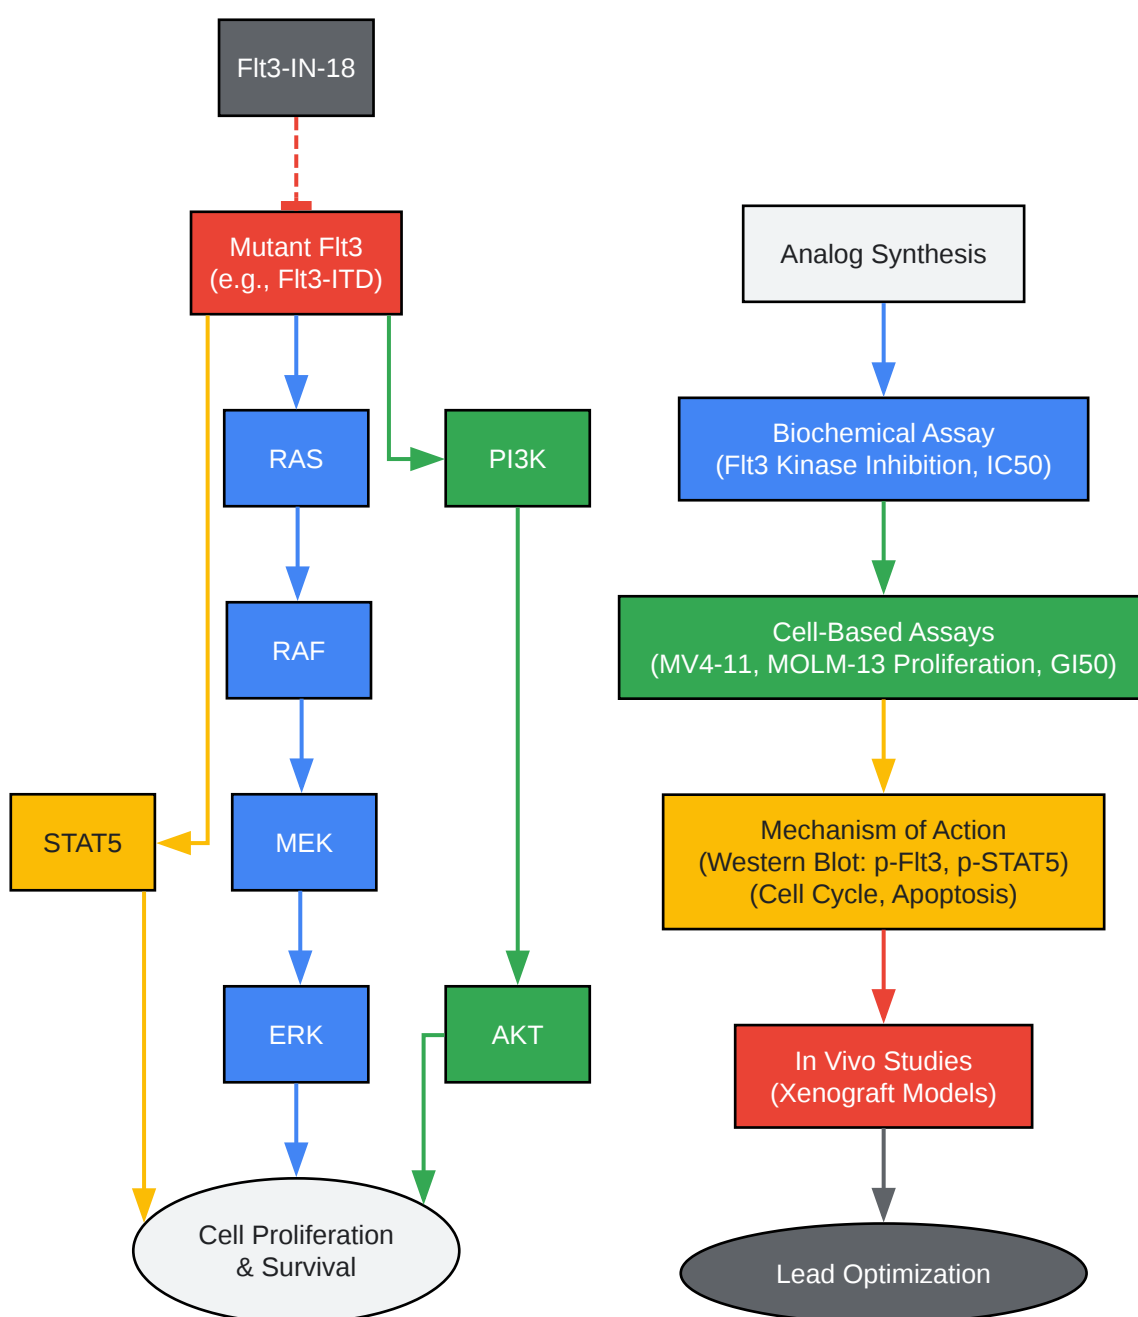 Flt3-IN-18
Mutant Flt3
(e.g., Flt3-ITD)
RAS
PI3K
RAF
STAT5
MEK
ERK
AKT
Cell Proliferation
& Survival
Analog Synthesis
Biochemical Assay
(Flt3 Kinase Inhibition, IC50)
Cell-Based Assays
(MV4-11, MOLM-13 Proliferation, GI50)
Mechanism of Action
(Western Blot: p-Flt3, p-STAT5)
(Cell Cycle, Apoptosis)
In Vivo Studies
(Xenograft Models)
Lead Optimization